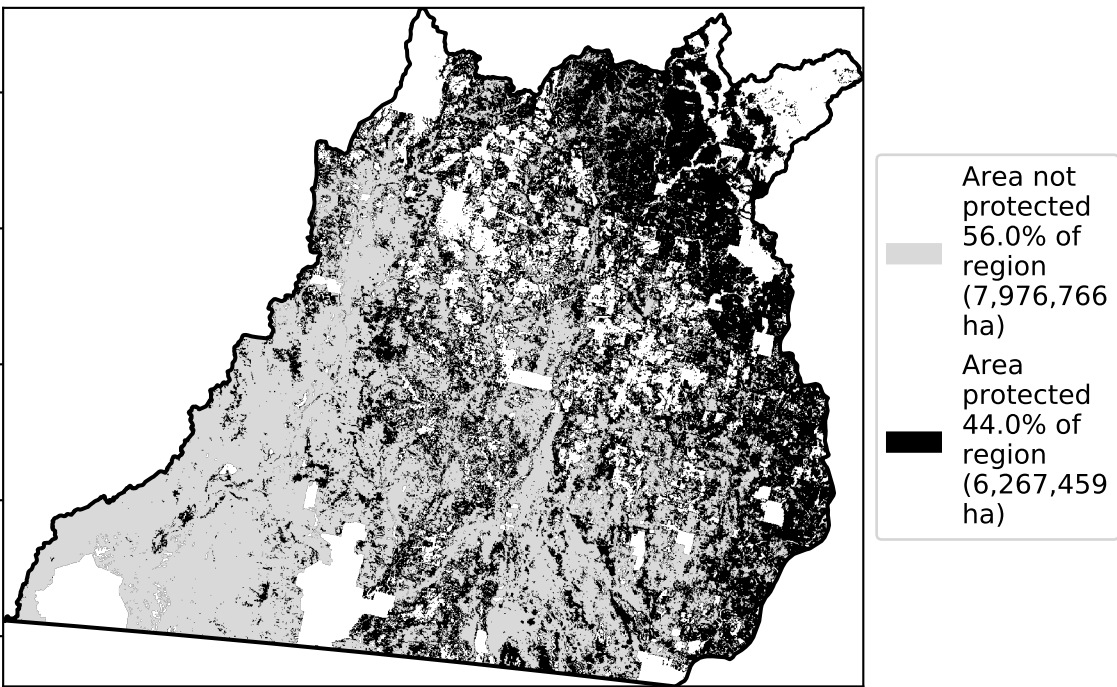 Area not
protected
56.0% of
region
(7,976,766
ha)
Area
protected
44.0% of
region
(6,267,459
ha)